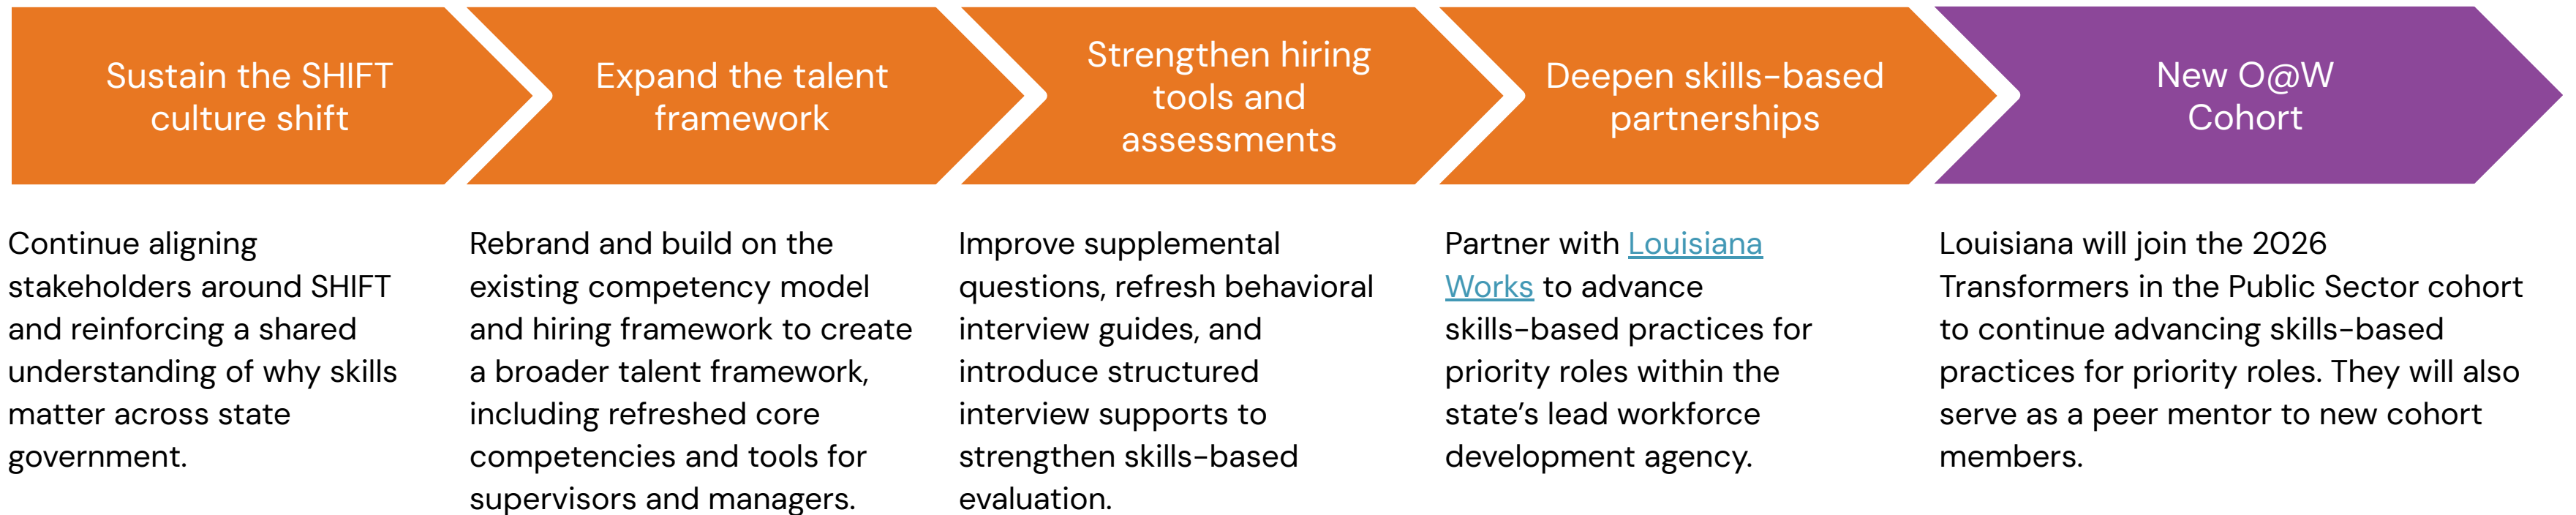 Sustain the SHIFT
culture shift
Expand the talent
framework
Strengthen hiring
tools and
assessments
Deepen skills-based
partnerships
New O@W
Cohort
Continue aligning
stakeholders around SHIFT
and reinforcing a shared
understanding of why skills
matter across state
government.
Rebrand and build on the
existing competency model
and hiring framework to create
a broader talent framework,
including refreshed core
competencies and tools for
supervisors and managers.
Improve supplemental
questions, refresh behavioral
interview guides, and
introduce structured
interview supports to
strengthen skills-based
evaluation.
Partner with Louisiana
Works to advance
skills-based practices for
priority roles within the
state’s lead workforce
development agency.
Louisiana will join the 2026
Transformers in the Public Sector cohort
to continue advancing skills-based
practices for priority roles. They will also
serve as a peer mentor to new cohort
members.